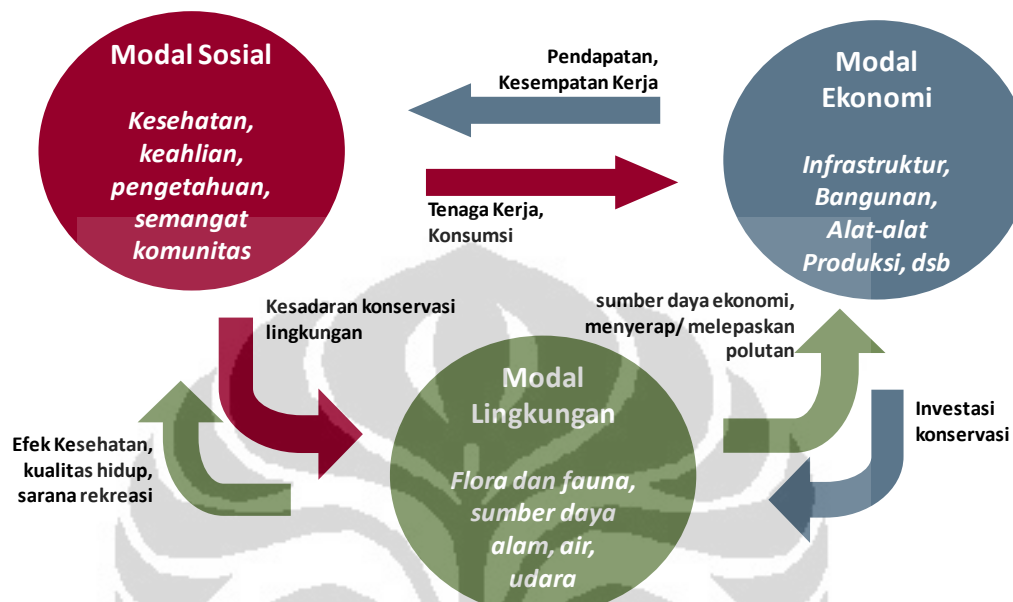 Modal Sosial
Kesehatan,
keahlian,
pengetahuan,
semangat
komunitas
Pendapatan,
Kesempatan Kerja
Modal
Ekonomi
Infrastruktur,
Bangunan,
Alat-alat
Produksi, dsb
Tenaga Kerja,
Konsumsi
Kesadaran konservasi
lingkungan
sumber daya ekonomi,
menyerap/ melepaskan
polutan
Modal
Lingkungan
Flora dan fauna,
sumber daya
alam, air,
udara
Efek Kesehatan,
kualitas hidup,
sarana rekreasi
Investasi
konservasi